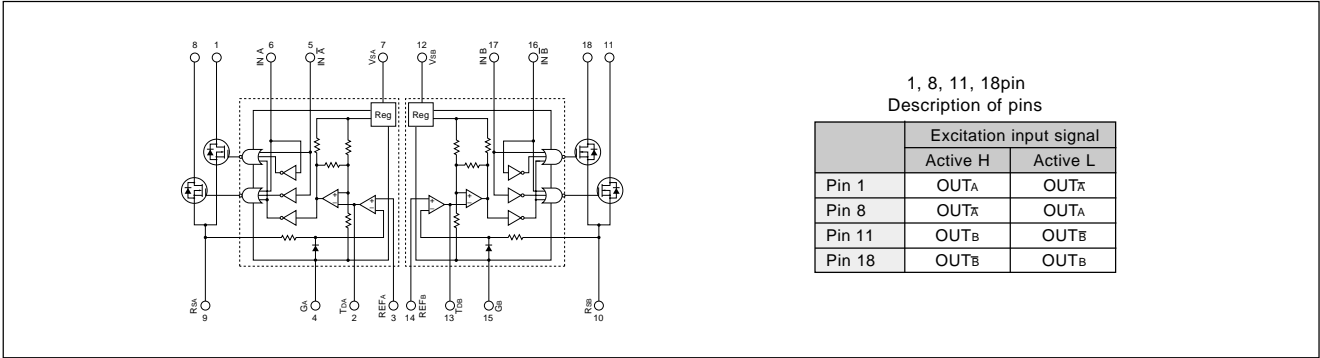 8 1 6 5 7 12 17 16 18 11
IN A IN A̅ VSA VSB IN B IN B̅
Reg Reg
RSA GA TDA REFA REFB TDB GB RSB
9 4 2 3 14 13 15 10
1, 8, 11, 18pin
Description of pins
Excitation input signal
Active H Active L
Pin 1 OUTA OUTA̅
Pin 8 OUTA̅ OUTA
Pin 11 OUTB OUTB̅
Pin 18 OUTB̅ OUTB